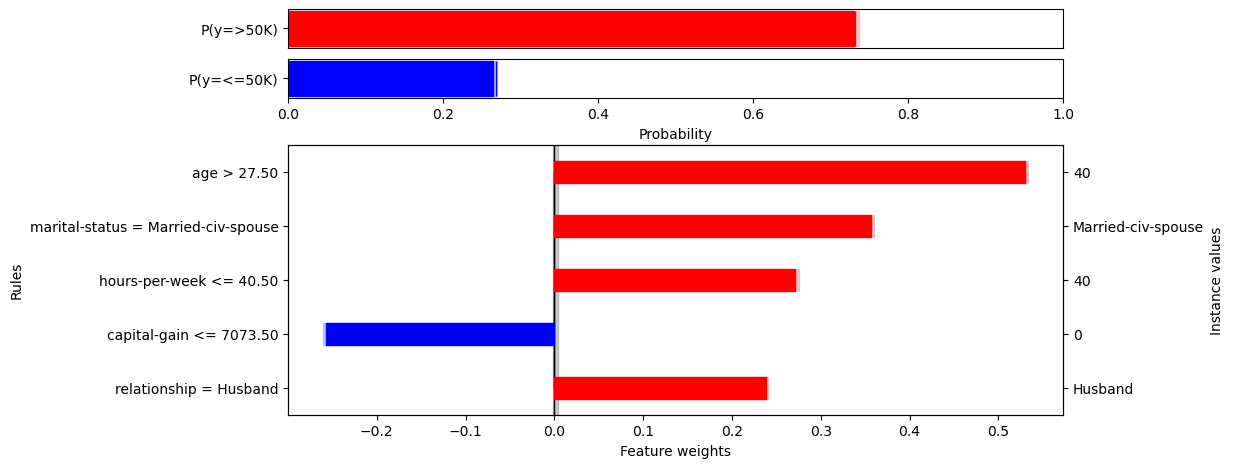 P(y=>50K)
P(y=<=50K)
0.0 0.2 0.4 0.6 0.8 1.0
Probability
age > 27.50 40
marital-status = Married-civ-spouse Married-civ-spouse
hours-per-week <= 40.50 40
capital-gain <= 7073.50 0
relationship = Husband Husband
Rules
Instance values
−0.2 −0.1 0.0 0.1 0.2 0.3 0.4 0.5
Feature weights